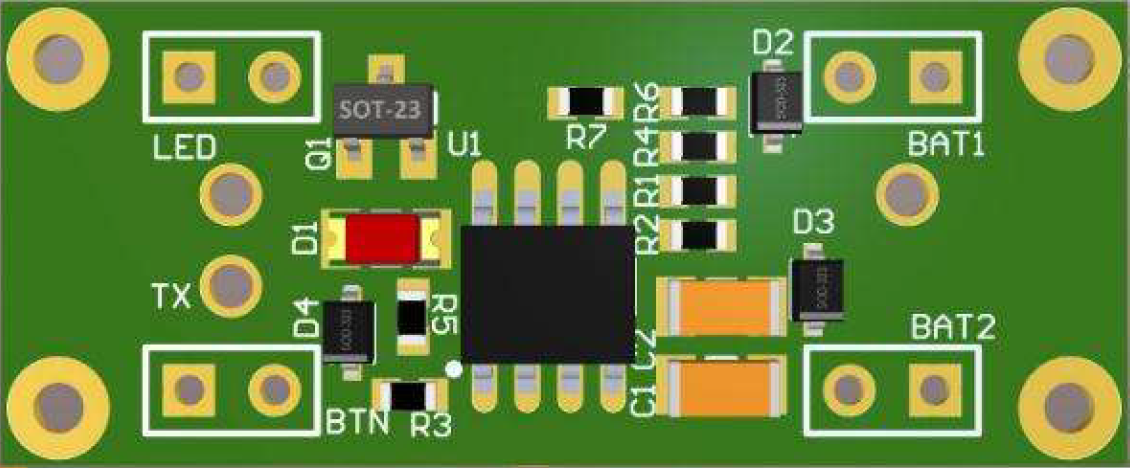 D2
LED
SOT-23
Q1
U1
R7
R6
R4
R1
R2
BAT1
D1
D3
TX
D4
R5
BAT2
C2
C1
BTN
R3